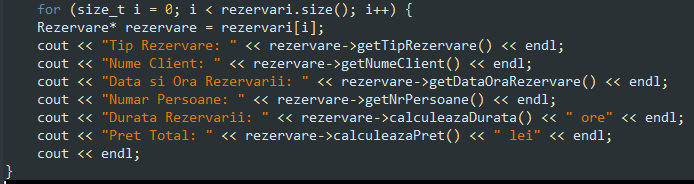 for (size_t i = 0; i < rezervari.size(); i++) {
Rezervare* rezervare = rezervari[i];
cout << "Tip Rezervare: " << rezervare->getTipRezervare() << endl;
cout << "Nume Client: " << rezervare->getNumeClient() << endl;
cout << "Data si Ora Rezervarii: " << rezervare->getDataOraRezervare() << endl;
cout << "Numar Persoane: " << rezervare->getNrPersoane() << endl;
cout << "Durata Rezervarii: " << rezervare->calculeazaDurata() << " ore" << endl;
cout << "Pret Total: " << rezervare->calculeazaPret() << " lei" << endl;
cout << endl;
}